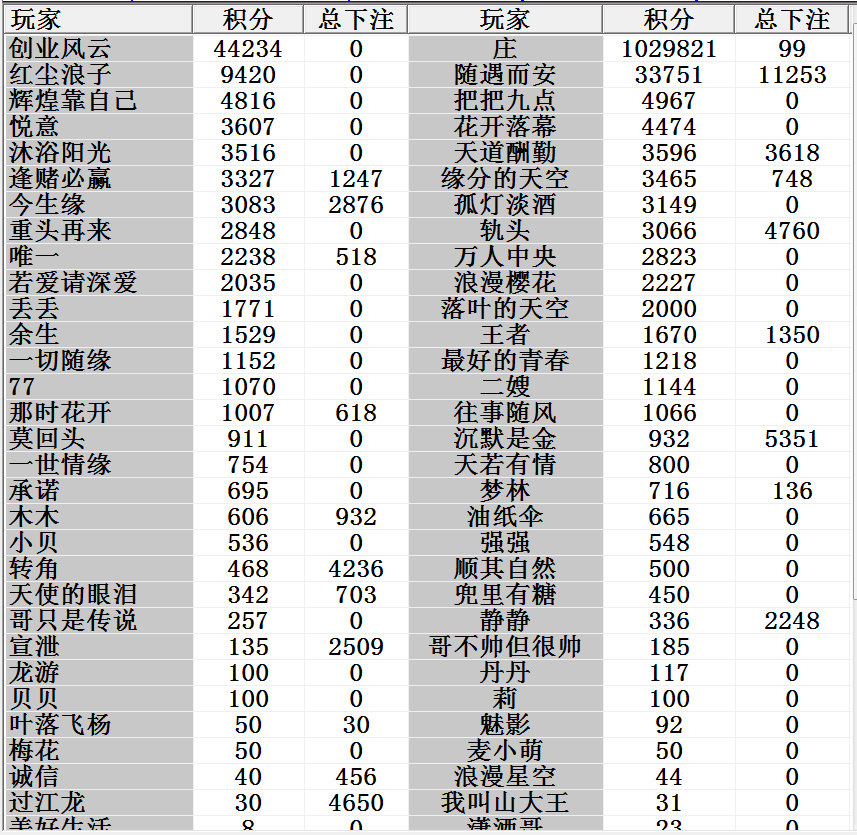 玩家 积分 总下注 玩家 积分 总下注
创业风云 44234 0 庄 1029821 99
红尘浪子 9420 0 随遇而安 33751 11253
辉煌靠自己 4816 0 把把九点 4967 0
悦意 3607 0 花开落幕 4474 0
沐浴阳光 3516 0 天道酬勤 3596 3618
逢赌必赢 3327 1247 缘分的天空 3465 748
今生缘 3083 2876 孤灯淡酒 3149 0
重头再来 2848 0 轨头 3066 4760
唯一 2238 518 万人中央 2823 0
若爱请深爱 2035 0 浪漫樱花 2227 0
丢丢 1771 0 落叶的天空 2000 0
余生 1529 0 王者 1670 1350
一切随缘 1152 0 最好的青春 1218 0
77 1070 0 二嫂 1144 0
那时花开 1007 618 往事随风 1066 0
莫回头 911 0 沉默是金 932 5351
一世情缘 754 0 天若有情 800 0
承诺 695 0 梦林 716 136
木木 606 932 油纸伞 665 0
小贝 536 0 强强 548 0
转角 468 4236 顺其自然 500 0
天使的眼泪 342 703 兜里有糖 450 0
哥只是传说 257 0 静静 336 2248
宣泄 135 2509 哥不帅但很帅 185 0
龙游 100 0 丹丹 117 0
贝贝 100 0 莉 100 0
叶落飞杨 50 30 魅影 92 0
梅花 50 0 麦小萌 50 0
诚信 40 456 浪漫星空 44 0
过江龙 30 4650 我叫山大王 31 0
美好生活 8 0 潇洒哥 23 0